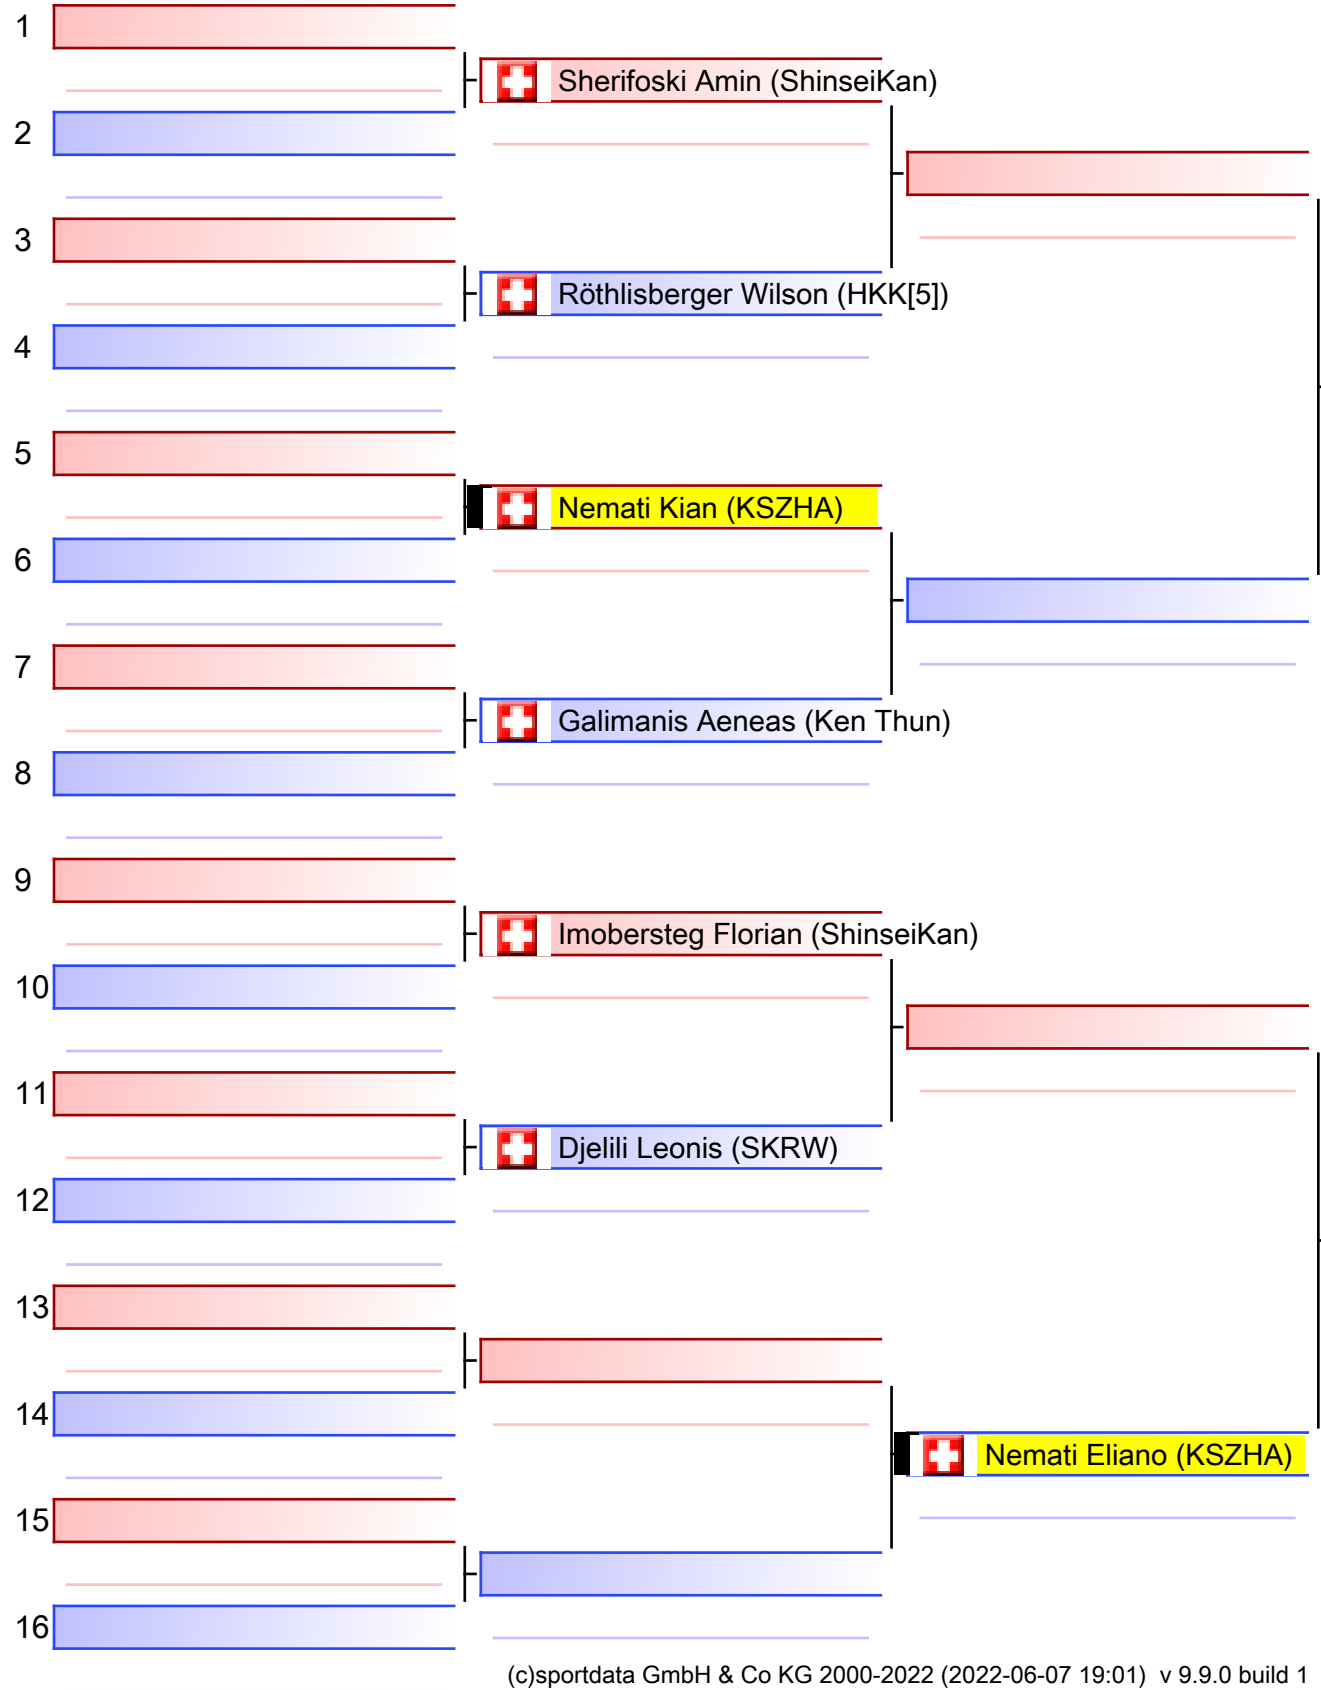 1
Sherifoski Amin (ShinseiKan)
2
3
Röthlisberger Wilson (HKK[5])
4
5
Nemati Kian (KSZHA)
6
7
Galimanis Aeneas (Ken Thun)
8
9
Imobersteg Florian (ShinseiKan)
10
11
Djelili Leonis (SKRW)
12
13
14
Nemati Eliano (KSZHA)
15
16
(c)sportdata GmbH & Co KG 2000-2022 (2022-06-07 19:01) v 9.9.0 build 1